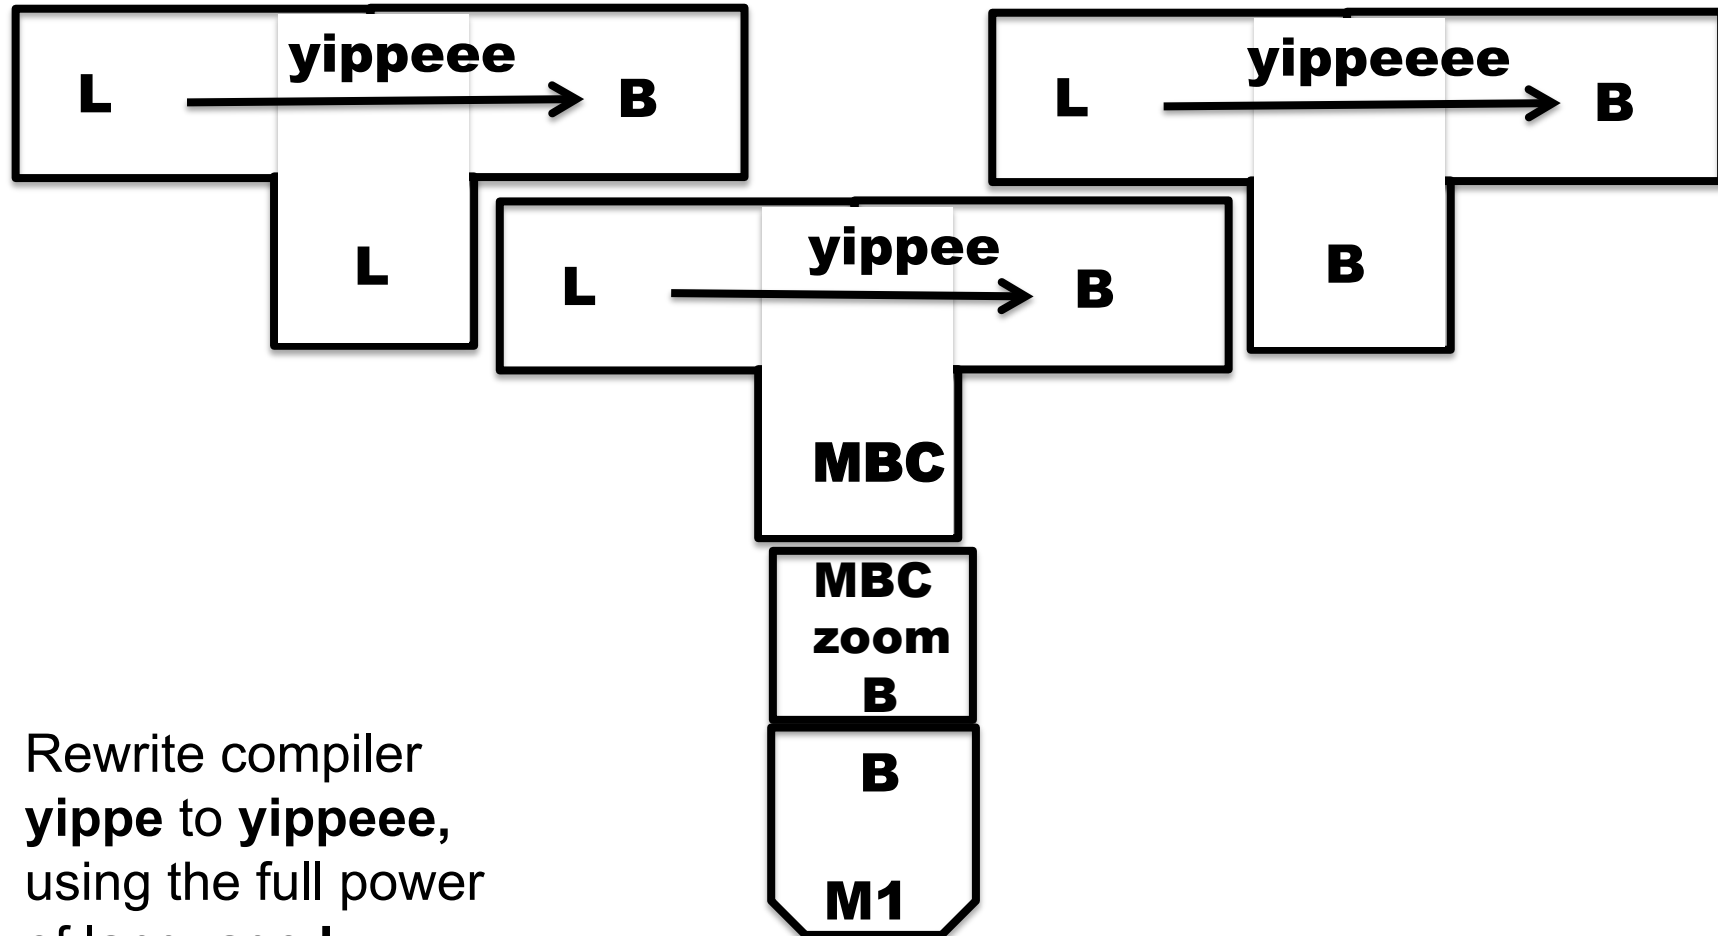 yippeee
L
B
L
yippeeee
L
B
B
yippee
L
B
MBC
MBC
zoom
B
B
M1
Rewrite compiler
yippe to yippeee,
using the full power